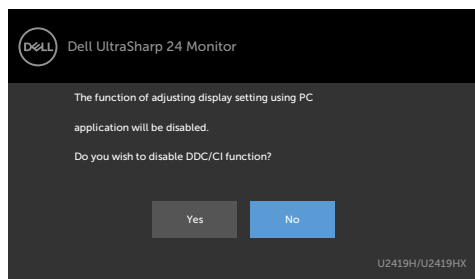 DELL Dell UltraSharp 24 Monitor
The function of adjusting display setting using PC
application will be disabled.
Do you wish to disable DDC/CI function?
Yes No
U2419H/U2419HX